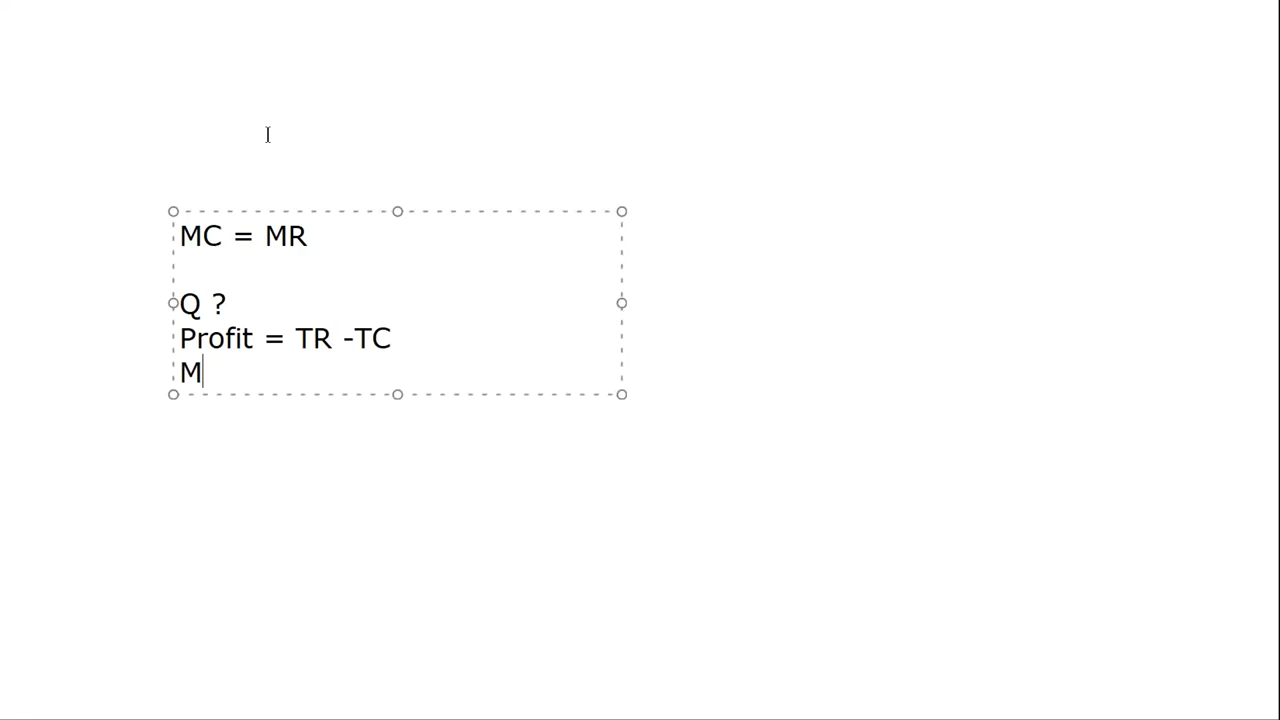 MC = MR
Q ?
Profit = TR -TC
M